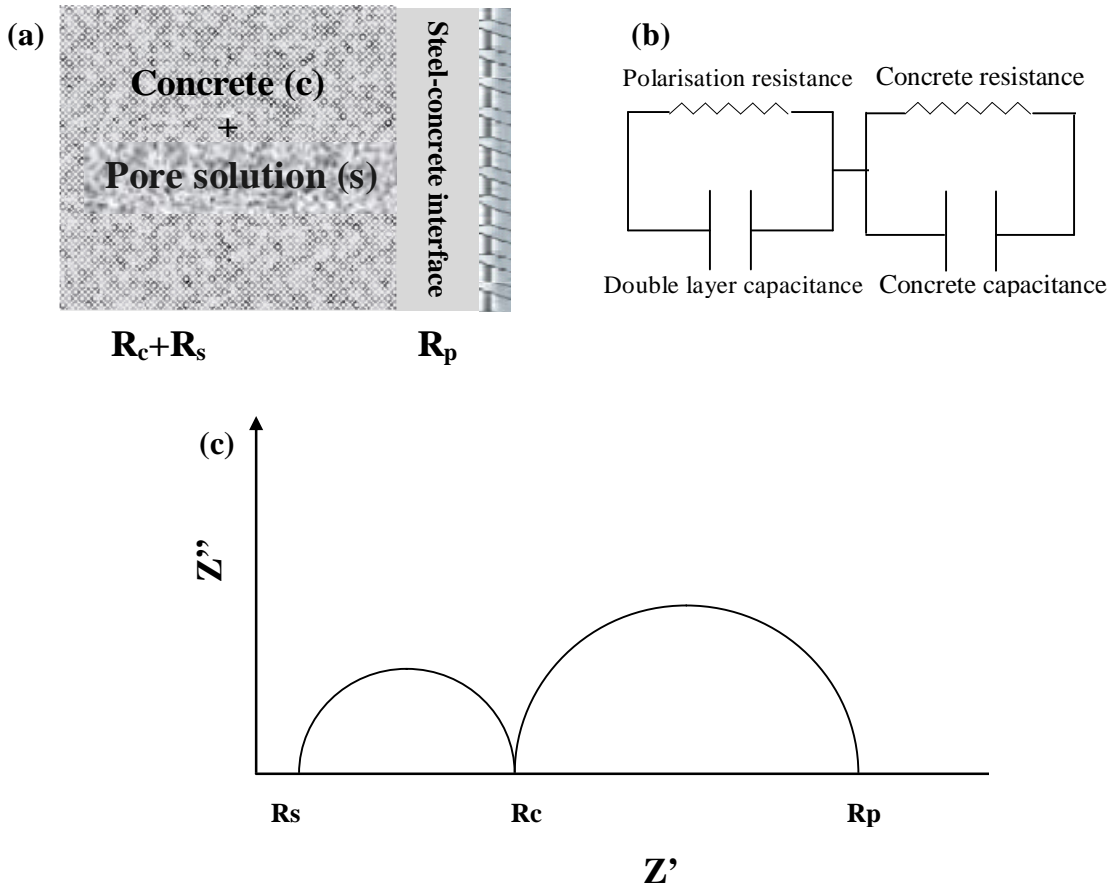 (a)
Concrete (c)
+
Pore solution (s)
Steel-concrete interface
Rc+Rs
Rp
(b)
Polarisation resistance
Concrete resistance
Double layer capacitance
Concrete capacitance
(c)
Z’’
Rs
Rc
Rp
Z’